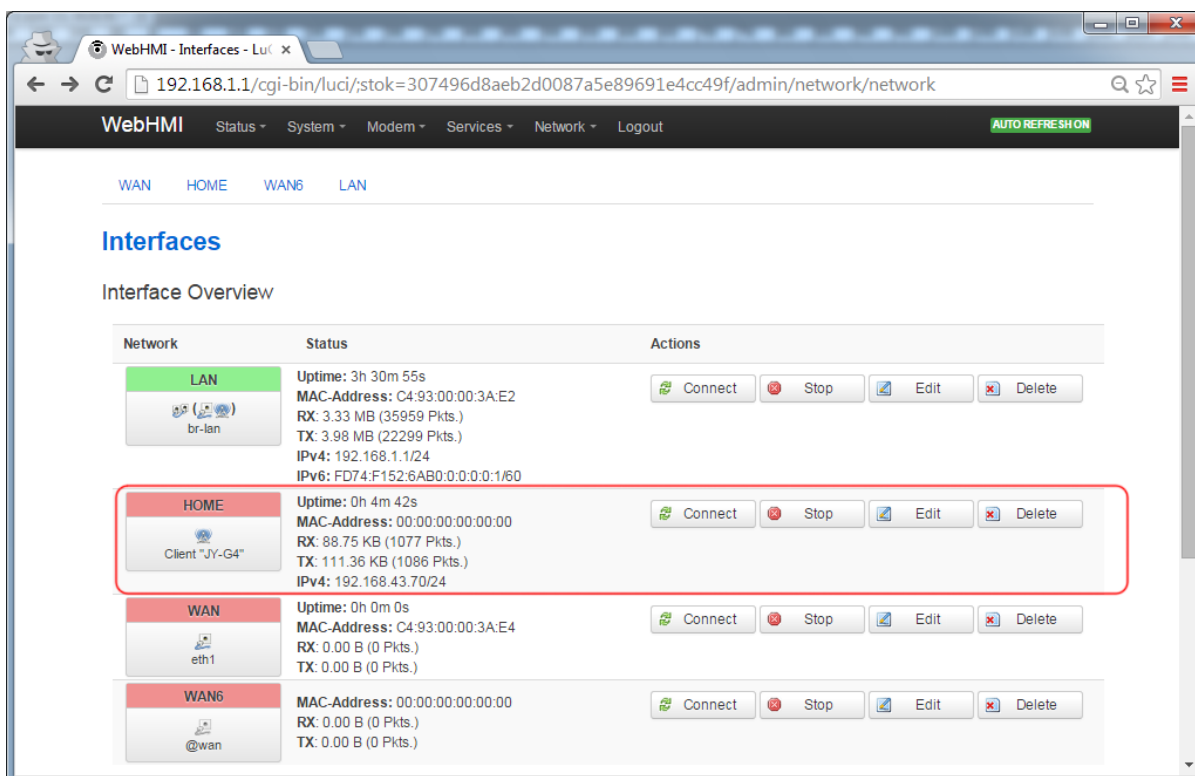 WebHMI - Interfaces - LuC
192.168.1.1/cgi-bin/luci/;stok=307496d8aeb2d0087a5e89691e4cc49f/admin/network/network
WebHMI Status System Modem Services Network Logout AUTO REFRESH ON
WAN HOME WAN6 LAN
Interfaces
Interface Overview
Network Status Actions
LAN
br-lan
Uptime: 3h 30m 55s
MAC-Address: C4:93:00:00:3A:E2
RX: 3.33 MB (35959 Pkts.)
TX: 3.98 MB (22299 Pkts.)
IPv4: 192.168.1.1/24
IPv6: FD74:F152:6AB0:0:0:0:0:1/60
Connect Stop Edit Delete
HOME
Client "JY-G4"
Uptime: 0h 4m 42s
MAC-Address: 00:00:00:00:00:00
RX: 88.75 KB (1077 Pkts.)
TX: 111.36 KB (1086 Pkts.)
IPv4: 192.168.43.70/24
Connect Stop Edit Delete
WAN
eth1
Uptime: 0h 0m 0s
MAC-Address: C4:93:00:00:3A:E4
RX: 0.00 B (0 Pkts.)
TX: 0.00 B (0 Pkts.)
Connect Stop Edit Delete
WAN6
@wan
MAC-Address: 00:00:00:00:00:00
RX: 0.00 B (0 Pkts.)
TX: 0.00 B (0 Pkts.)
Connect Stop Edit Delete